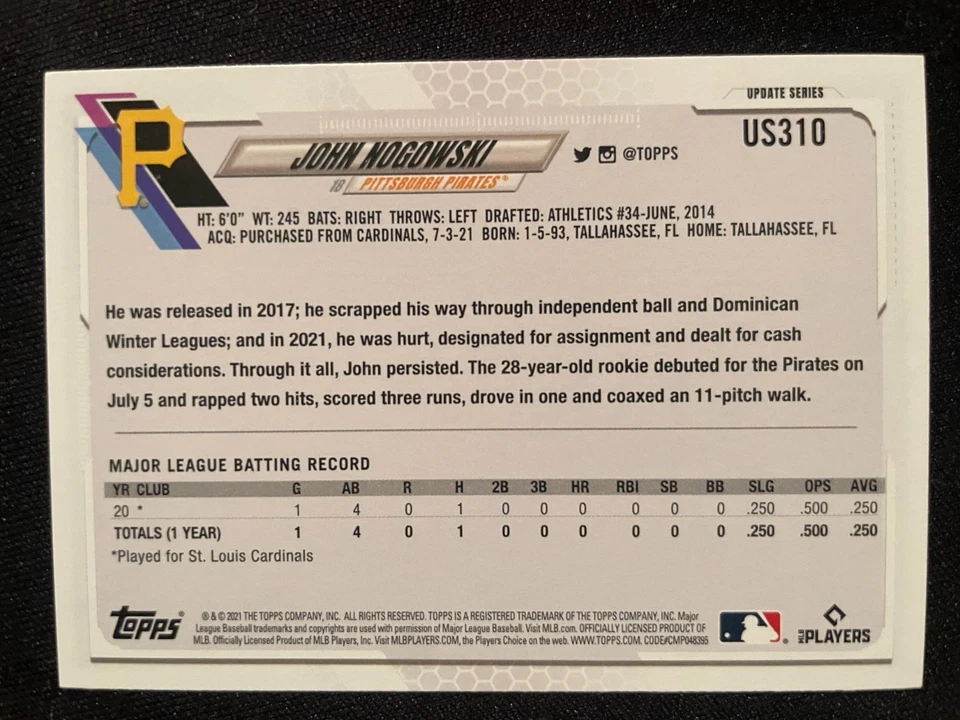 UPDATE SERIES
P
US310
JOHN NOGOWSKI
@TOPPS
18 PITTSBURGH PIRATES®
HT: 6'0" WT: 245 BATS: RIGHT THROWS: LEFT DRAFTED: ATHLETICS #34-JUNE, 2014
ACQ: PURCHASED FROM CARDINALS, 7-3-21 BORN: 1-5-93, TALLAHASSEE, FL HOME: TALLAHASSEE, FL
He was released in 2017; he scrapped his way through independent ball and Dominican
Winter Leagues; and in 2021, he was hurt, designated for assignment and dealt for cash
considerations. Through it all, John persisted. The 28-year-old rookie debuted for the Pirates on
July 5 and rapped two hits, scored three runs, drove in one and coaxed an 11-pitch walk.
MAJOR LEAGUE BATTING RECORD
YR CLUB G AB R H 2B 3B HR RBI SB BB SLG OPS AVG
20 * 1 4 0 1 0 0 0 0 0 0 .250 .500 .250
TOTALS (1 YEAR) 1 4 0 1 0 0 0 0 0 0 .250 .500 .250
*Played for St. Louis Cardinals
TOPPS®
® & © 2021 THE TOPPS COMPANY, INC. ALL RIGHTS RESERVED. TOPPS IS A REGISTERED TRADEMARK OF THE TOPPS COMPANY, INC. Major
League Baseball trademarks and copyrights are used with permission of Major League Baseball. Visit MLB.com. OFFICIALLY LICENSED PRODUCT OF
MLB. Officially Licensed Product of MLB Players, Inc. Visit MLBPLAYERS.COM, the Players Choice on the web. WWW.TOPPS.COM. CODE#CMP048395
MLB PLAYERS